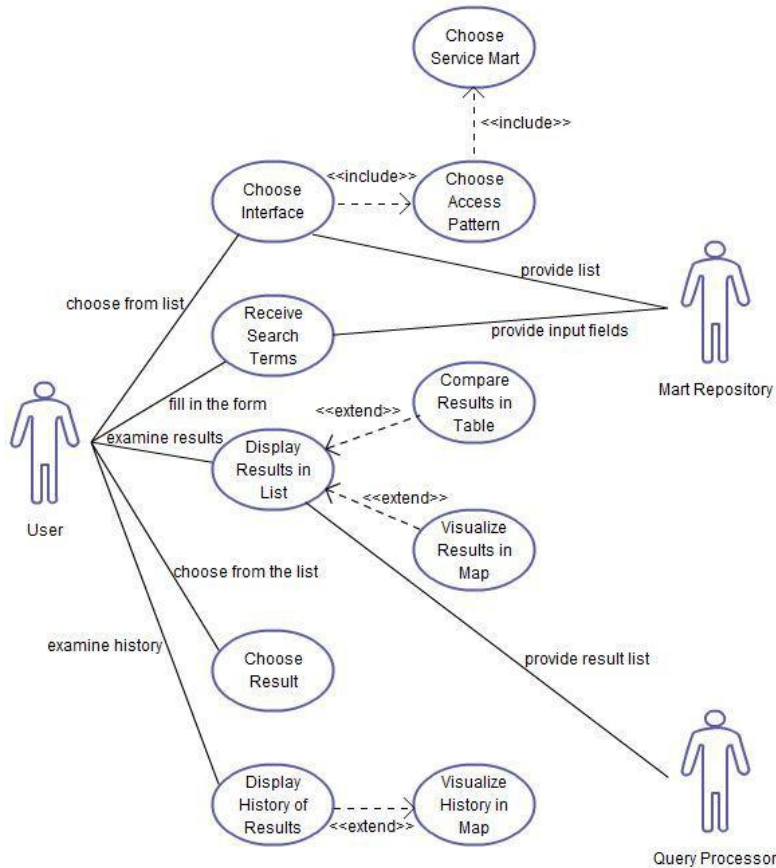 Choose
Service Mart
<<include>>
<<include>>
Choose
Interface
Choose
Access
Pattern
provide list
choose from list
Receive
Search
Terms
provide input fields
Mart Repository
Compare
Results in
Table
<<extend>>
fill in the form
examine results
Display
Results in
List
<<extend>>
User
Visualize
Results in
Map
choose from the list
examine history
provide result list
Choose
Result
Display
History of
Results
<<extend>>
Visualize
History in
Map
Query Processor